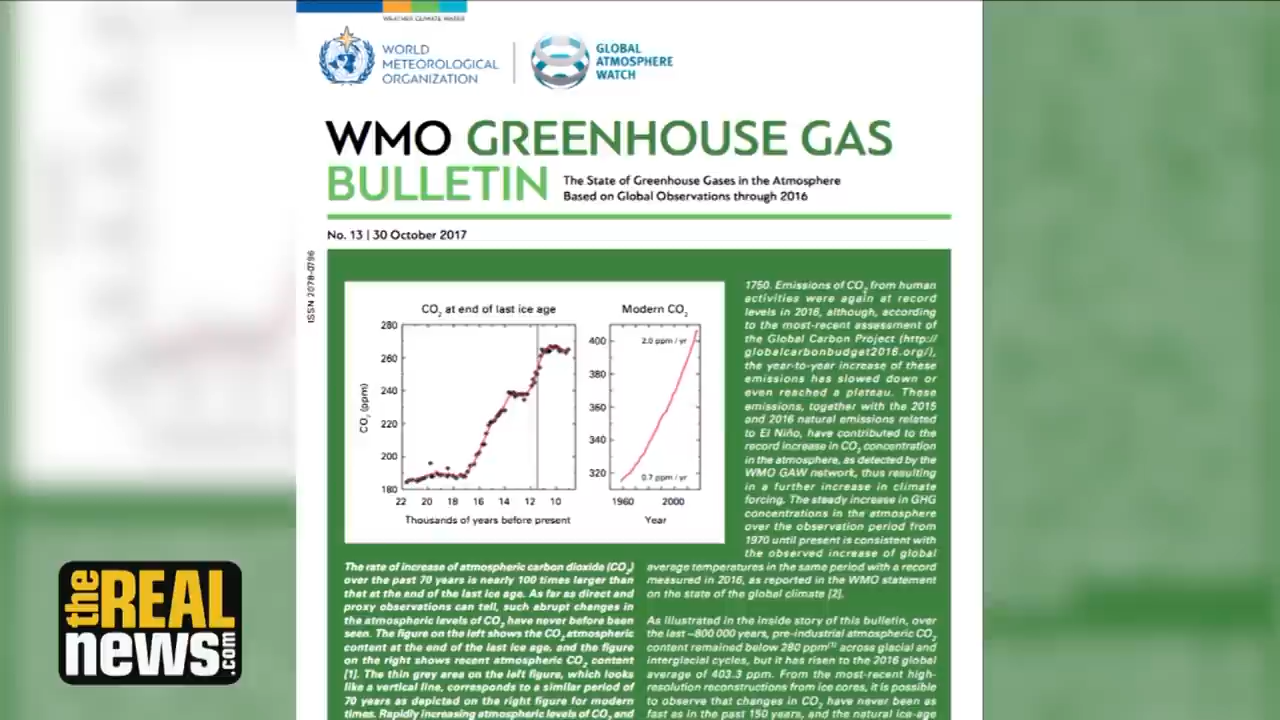 WEATHER CLIMATE WATER
WORLD
METEOROLOGICAL
ORGANIZATION
GLOBAL
ATMOSPHERE
WATCH
WMO GREENHOUSE GAS
BULLETIN
The State of Greenhouse Gases in the Atmosphere
Based on Global Observations through 2016
No. 13 | 30 October 2017
ISSN 2078-0796
CO₂ at end of last ice age
280
260
240
220
200
180
CO₂ (ppm)
22 20 18 16 14 12 10
Thousands of years before present
Modern CO₂
400
380
360
340
320
2.0 ppm / yr
0.7 ppm / yr
1960 2000
Year
1750. Emissions of CO₂ from human
activities were again at record
levels in 2016, although, according
to the most-recent assessment of
the Global Carbon Project (http://
globalcarbonbudget2016.org/),
the year-to-year increase of these
emissions has slowed down or
even reached a plateau. These
emissions, together with the 2015
and 2016 natural emissions related
to El Niño, have contributed to the
record increase in CO₂ concentration
in the atmosphere, as detected by the
WMO GAW network, thus resulting
in a further increase in climate
forcing. The steady increase in GHG
concentrations in the atmosphere
over the observation period from
1970 until present is consistent with
the observed increase of global
The rate of increase of atmospheric carbon dioxide (CO₂)
over the past 70 years is nearly 100 times larger than
that at the end of the last ice age. As far as direct and
proxy observations can tell, such abrupt changes in
the atmospheric levels of CO₂ have never before been
seen. The figure on the left shows the CO₂ atmospheric
content at the end of the last ice age, and the figure
on the right shows recent atmospheric CO₂ content
[1]. The thin grey area on the left figure, which looks
like a vertical line, corresponds to a similar period of
70 years as depicted on the right figure for modern
times. Rapidly increasing atmospheric levels of CO₂ and
average temperatures in the same period with a record
measured in 2016, as reported in the WMO statement
on the state of the global climate [2].
As illustrated in the inside story of this bulletin, over
the last ~800 000 years, pre-industrial atmospheric CO₂
content remained below 280 ppm⁽¹⁾ across glacial and
interglacial cycles, but it has risen to the 2016 global
average of 403.3 ppm. From the most-recent high-
resolution reconstructions from ice cores, it is possible
to observe that changes in CO₂ have never been as
fast as in the past 150 years, and the natural ice-age
the REAL
news.com